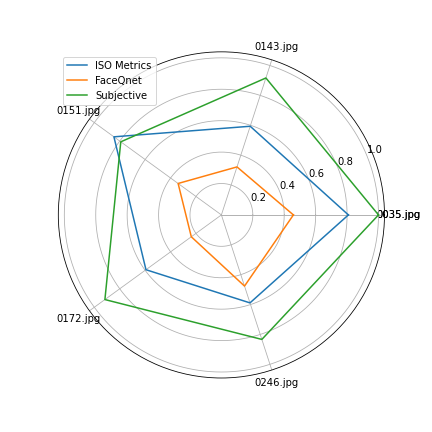 0143.jpg
ISO Metrics
FaceQnet
Subjective
0151.jpg
1.0
0.8
0.6
0.4
0.2
0035.jpg
0172.jpg
0246.jpg